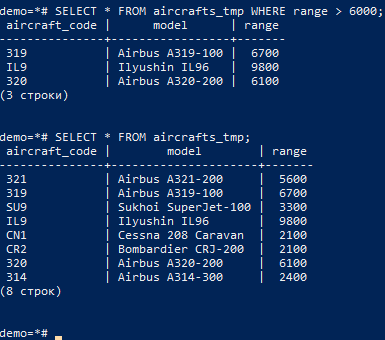 demo=*# SELECT * FROM aircrafts_tmp WHERE range > 6000;
 aircraft_code |      model      | range
---------------+-----------------+-------
 319           | Airbus A319-100 |  6700
 IL9           | Ilyushin IL96   |  9800
 320           | Airbus A320-200 |  6100
(3 строки)
demo=*# SELECT * FROM aircrafts_tmp;
 aircraft_code |        model        | range
---------------+---------------------+-------
 321           | Airbus A321-200     |  5600
 319           | Airbus A319-100     |  6700
 SU9           | Sukhoi SuperJet-100 |  3300
 IL9           | Ilyushin IL96       |  9800
 CN1           | Cessna 208 Caravan  |  2100
 CR2           | Bombardier CRJ-200  |  2100
 320           | Airbus A320-200     |  6100
 314           | Airbus A314-300     |  2400
(8 строк)
demo=*#